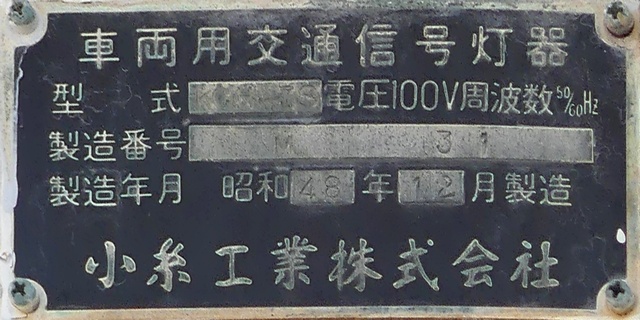 車両用交通信号灯器
型式 電圧100V周波数50/60Hz
製造番号 31
製造年月 昭和48年12月製造
小糸工業株式会社